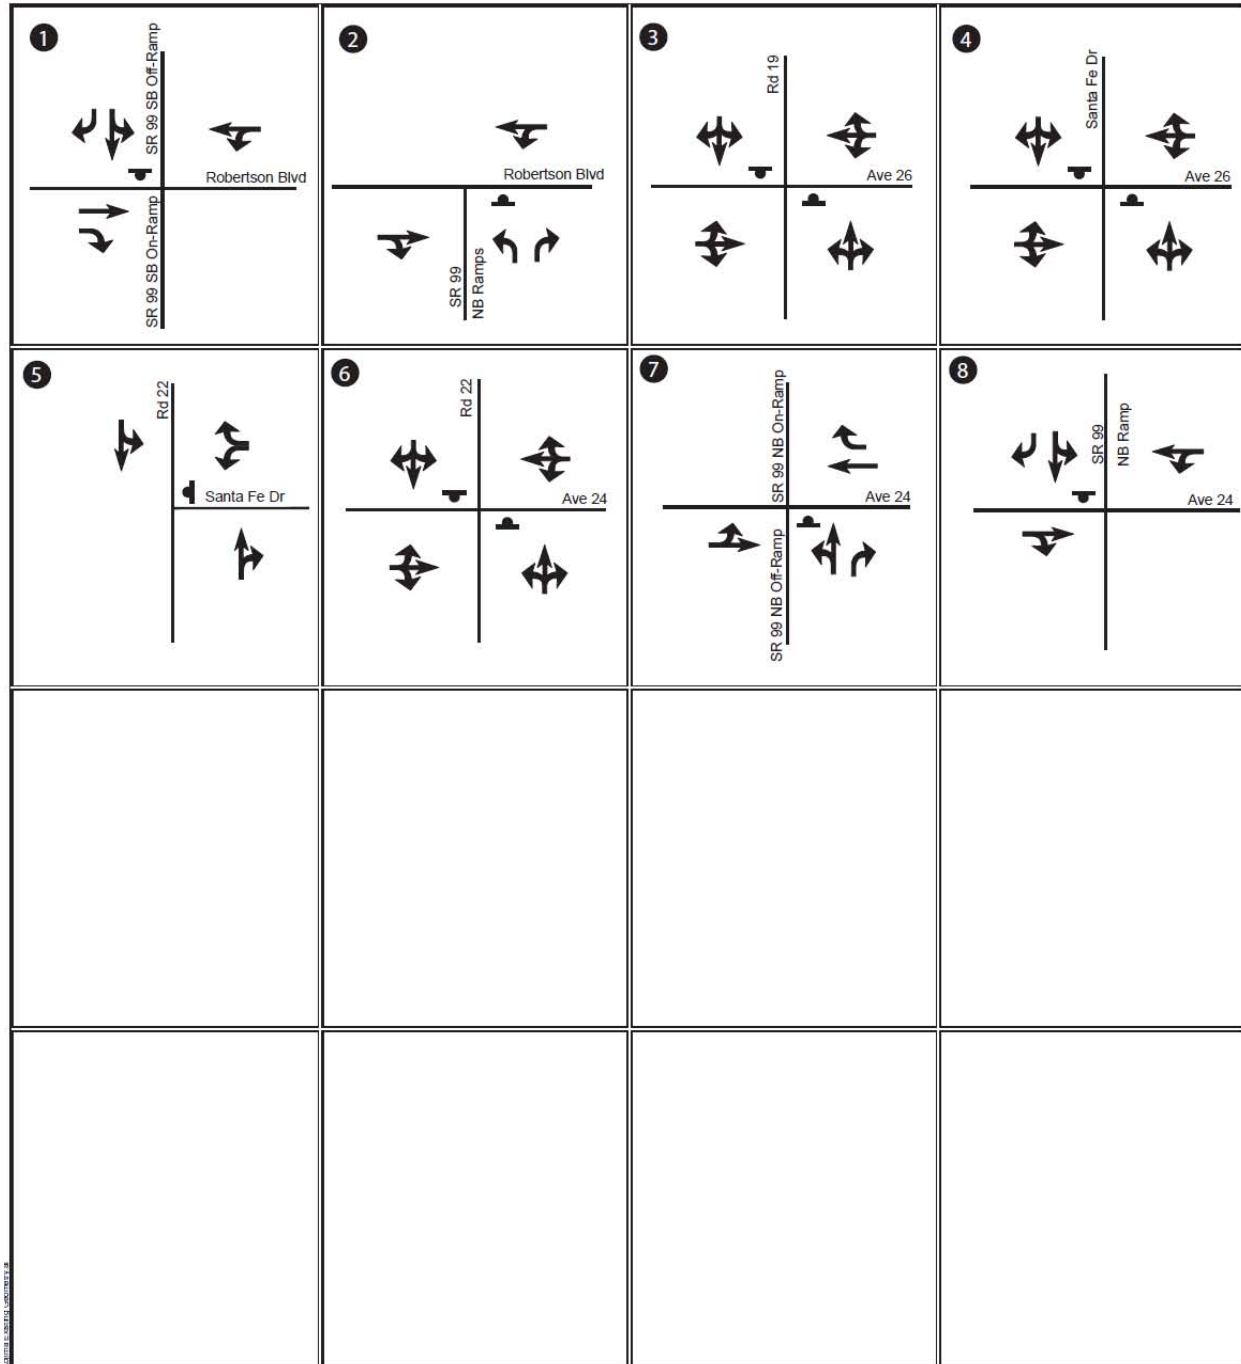 1
SR 99 SB Off-Ramp
Robertson Blvd
SR 99 SB On-Ramp
2
Robertson Blvd
SR 99
NB Ramps
3
Rd 19
Ave 26
4
Santa Fe Dr
Ave 26
5
Rd 22
Santa Fe Dr
6
Rd 22
Ave 24
7
SR 99 NB On-Ramp
Ave 24
SR 99 NB Off-Ramp
8
SR 99
NB Ramp
Ave 24